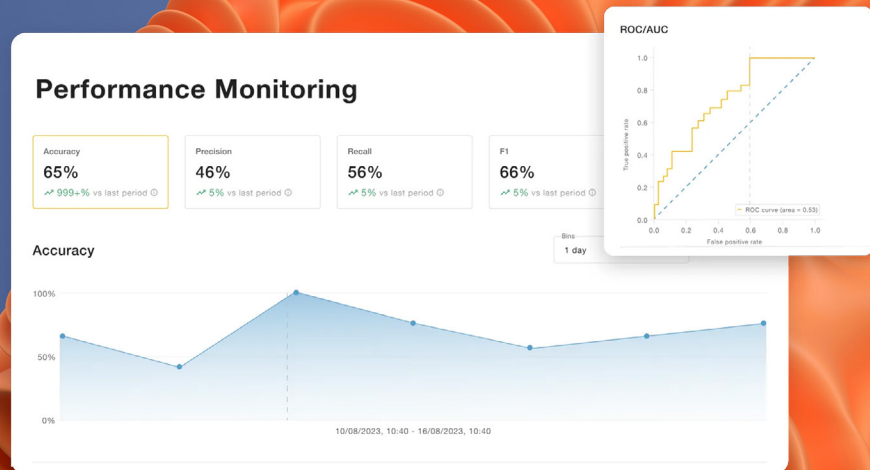 Performance Monitoring
Accuracy
65%
999+% vs last period
Precision
46%
5% vs last period
Recall
56%
5% vs last period
F1
66%
5% vs last period
Accuracy
Bins
1 day
100%
50%
0%
10/08/2023, 10:40 - 16/08/2023, 10:40
ROC/AUC
True positive rate
1.0
0.8
0.6
0.4
0.2
0.0
ROC curve (area = 0.53)
0.0 0.2 0.4 0.6 0.8 1.0
False positive rate